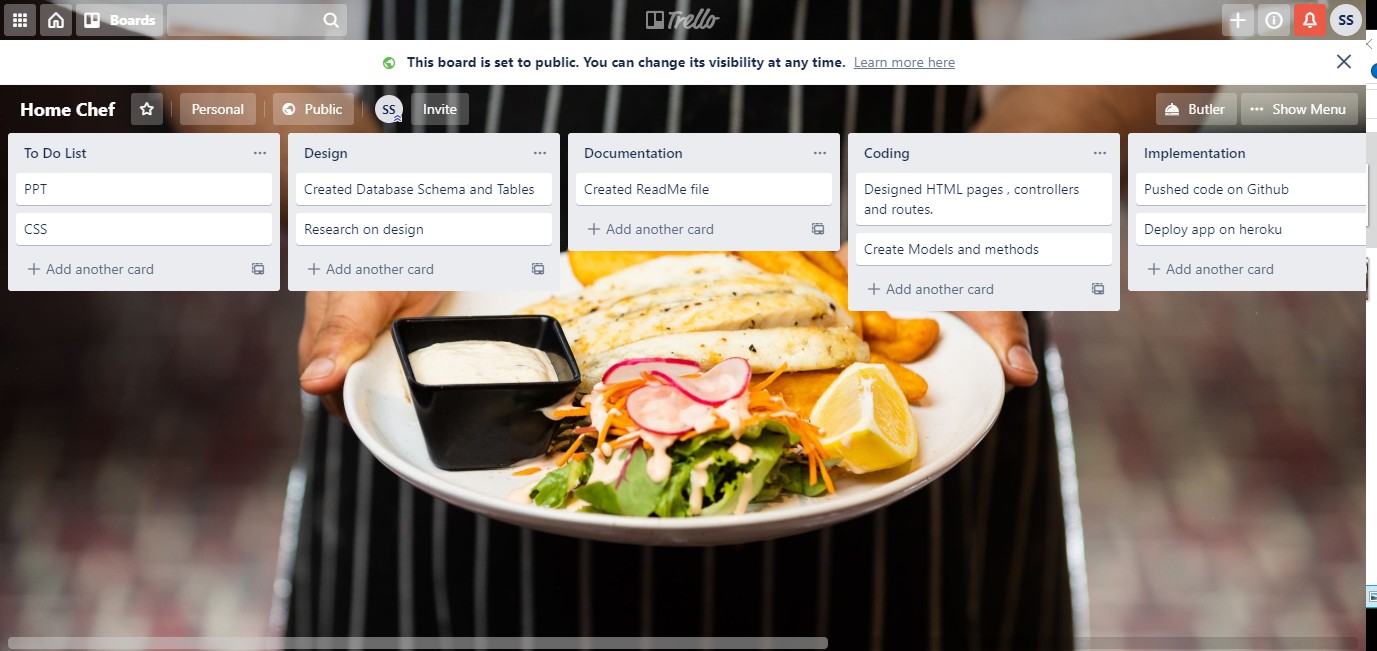 Boards
Trello
SS
This board is set to public. You can change its visibility at any time. Learn more here
Home Chef
Personal
Public
SS
Invite
Butler
Show Menu
To Do List
PPT
CSS
+ Add another card
Design
Created Database Schema and Tables
Research on design
+ Add another card
Documentation
Created ReadMe file
+ Add another card
Coding
Designed HTML pages , controllers
and routes.
Create Models and methods
+ Add another card
Implementation
Pushed code on Github
Deploy app on heroku
+ Add another card